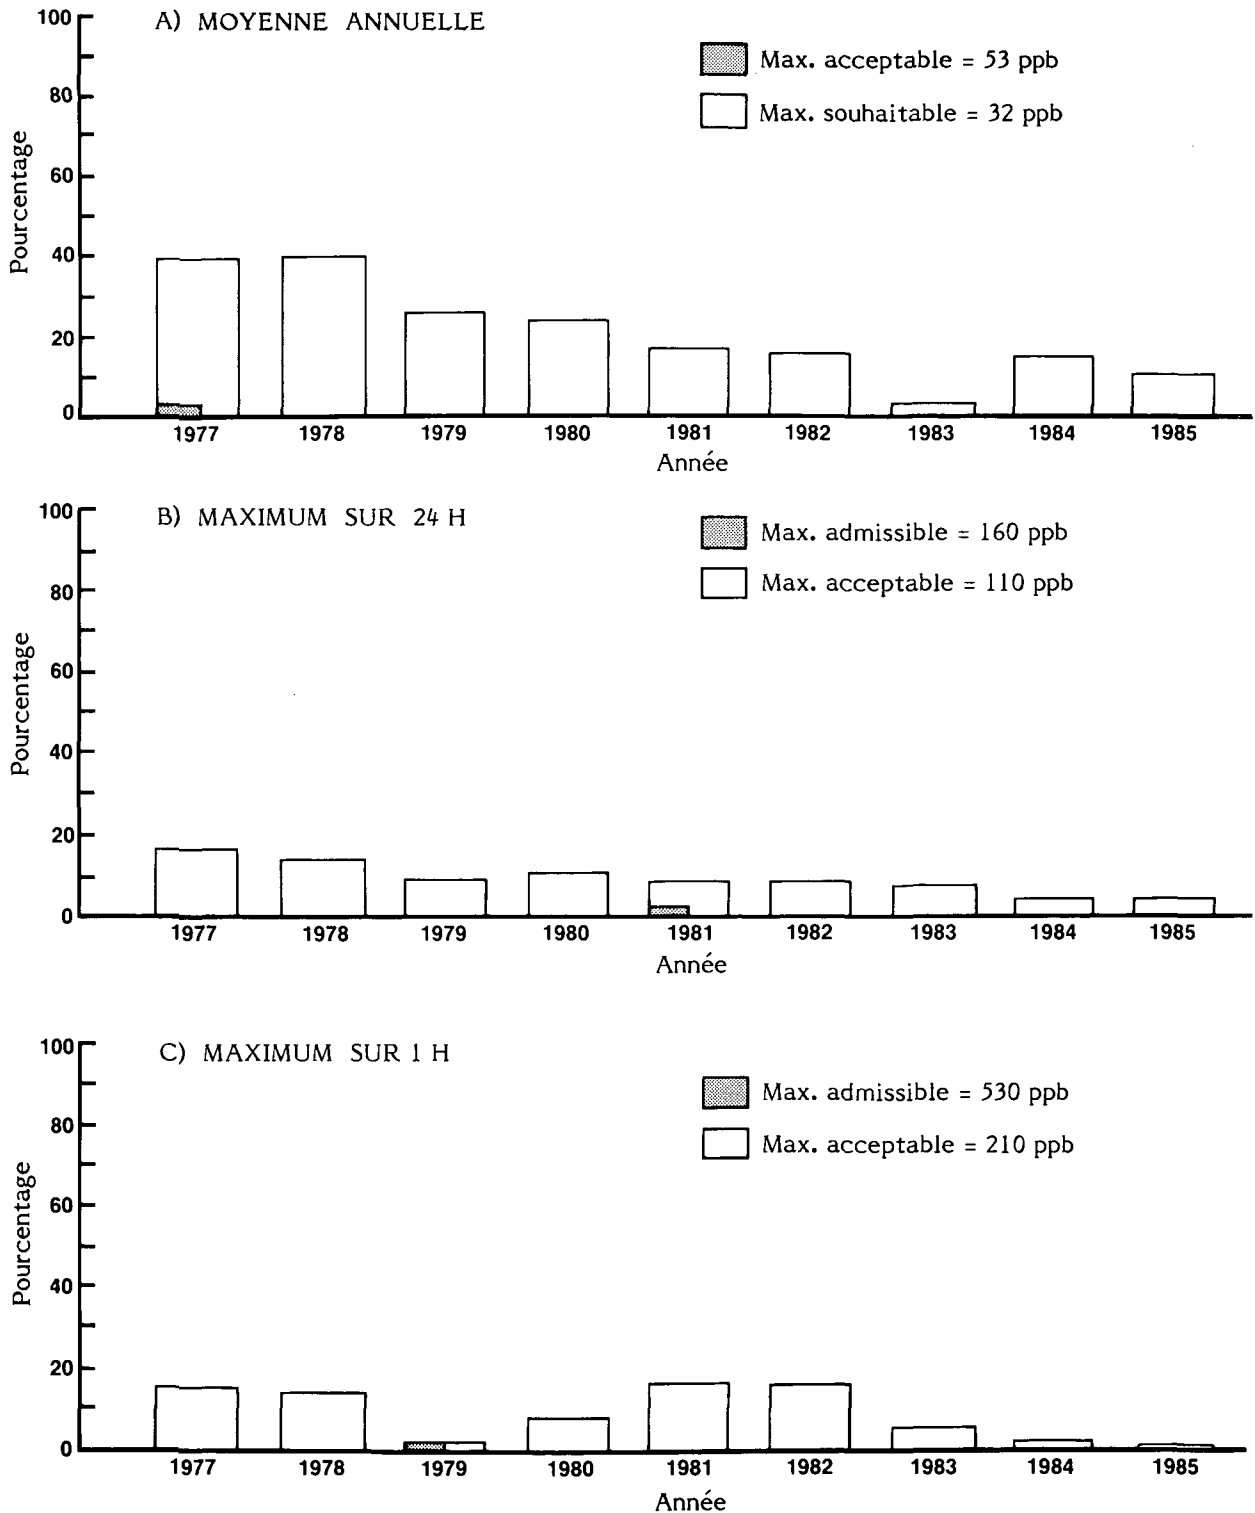 A) MOYENNE ANNUELLE
Max. acceptable = 53 ppb
Max. souhaitable = 32 ppb
Pourcentage
100
80
60
40
20
0
1977 1978 1979 1980 1981 1982 1983 1984 1985
Année
B) MAXIMUM SUR 24 H
Max. admissible = 160 ppb
Max. acceptable = 110 ppb
Pourcentage
100
80
60
40
20
0
1977 1978 1979 1980 1981 1982 1983 1984 1985
Année
C) MAXIMUM SUR 1 H
Max. admissible = 530 ppb
Max. acceptable = 210 ppb
Pourcentage
100
80
60
40
20
0
1977 1978 1979 1980 1981 1982 1983 1984 1985
Année